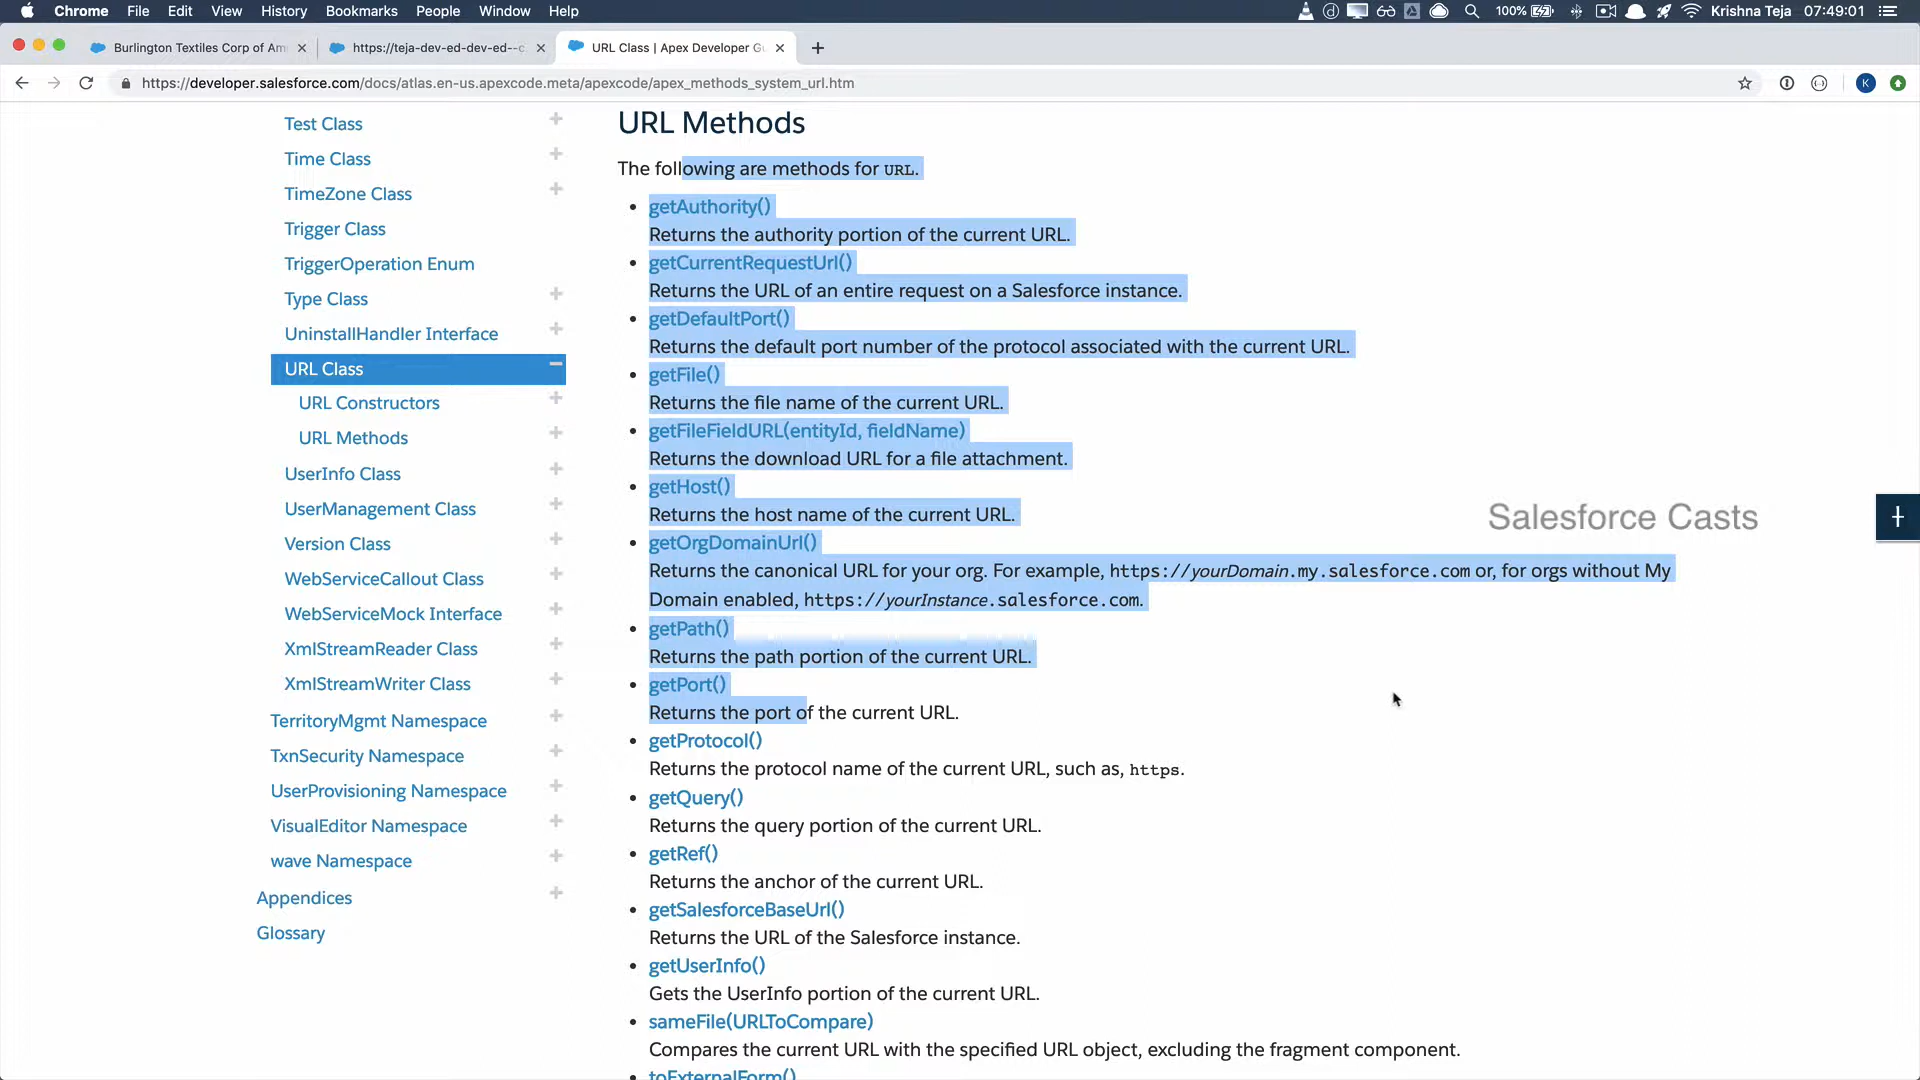 Chrome File Edit View History Bookmarks People Window Help 100% Krishna Teja 07:49:01
Burlington Textiles Corp of Am
https://teja-dev-ed-dev-ed--c
URL Class | Apex Developer G
https://developer.salesforce.com/docs/atlas.en-us.apexcode.meta/apexcode/apex_methods_system_url.htm
K
Test Class
Time Class
TimeZone Class
Trigger Class
TriggerOperation Enum
Type Class
UninstallHandler Interface
URL Class
URL Constructors
URL Methods
UserInfo Class
UserManagement Class
Version Class
WebServiceCallout Class
WebServiceMock Interface
XmlStreamReader Class
XmlStreamWriter Class
TerritoryMgmt Namespace
TxnSecurity Namespace
UserProvisioning Namespace
VisualEditor Namespace
wave Namespace
Appendices
Glossary
URL Methods
The following are methods for URL.
• getAuthority()
Returns the authority portion of the current URL.
• getCurrentRequestUrl()
Returns the URL of an entire request on a Salesforce instance.
• getDefaultPort()
Returns the default port number of the protocol associated with the current URL.
• getFile()
Returns the file name of the current URL.
• getFileFieldURL(entityId, fieldName)
Returns the download URL for a file attachment.
• getHost()
Returns the host name of the current URL.
• getOrgDomainUrl()
Returns the canonical URL for your org. For example, https://yourDomain.my.salesforce.com or, for orgs without My
Domain enabled, https://yourInstance.salesforce.com.
• getPath()
Returns the path portion of the current URL.
• getPort()
Returns the port of the current URL.
• getProtocol()
Returns the protocol name of the current URL, such as, https.
• getQuery()
Returns the query portion of the current URL.
• getRef()
Returns the anchor of the current URL.
• getSalesforceBaseUrl()
Returns the URL of the Salesforce instance.
• getUserInfo()
Gets the UserInfo portion of the current URL.
• sameFile(URLToCompare)
Compares the current URL with the specified URL object, excluding the fragment component.
• toExternalForm()
Salesforce Casts